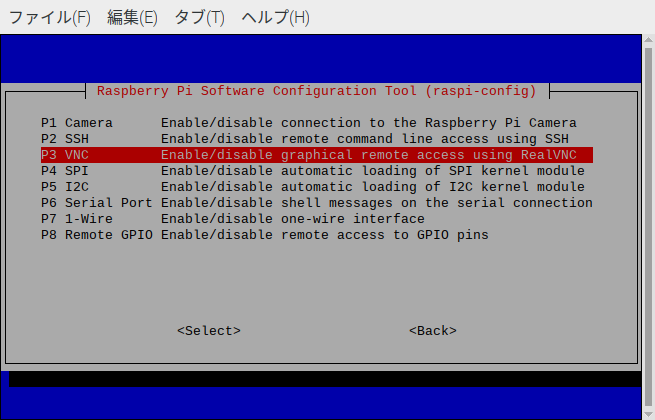 ファイル(F) 編集(E) タブ(T) ヘルプ(H)
Raspberry Pi Software Configuration Tool (raspi-config)
P1 Camera Enable/disable connection to the Raspberry Pi Camera
P2 SSH Enable/disable remote command line access using SSH
P3 VNC Enable/disable graphical remote access using RealVNC
P4 SPI Enable/disable automatic loading of SPI kernel module
P5 I2C Enable/disable automatic loading of I2C kernel module
P6 Serial Port Enable/disable shell messages on the serial connection
P7 1-Wire Enable/disable one-wire interface
P8 Remote GPIO Enable/disable remote access to GPIO pins
<Select> <Back>